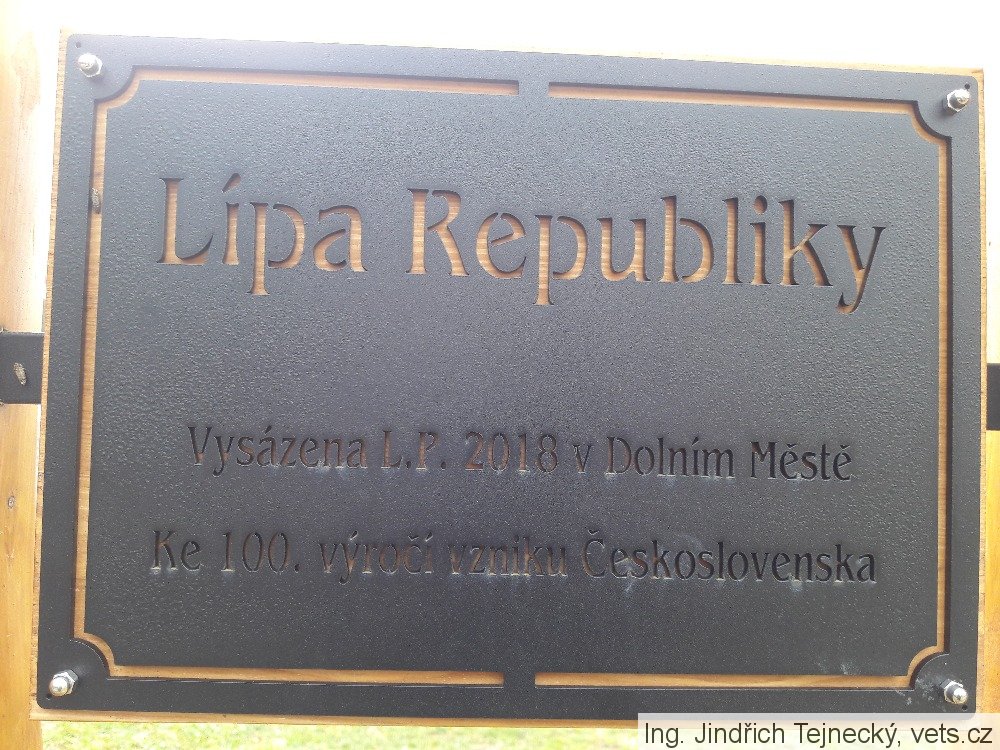 Lípa Republiky
Vysázena L.P. 2018 v Dolním Městě
Ke 100. výročí vzniku Československa
Ing. Jindřich Tejnecký, vets.cz